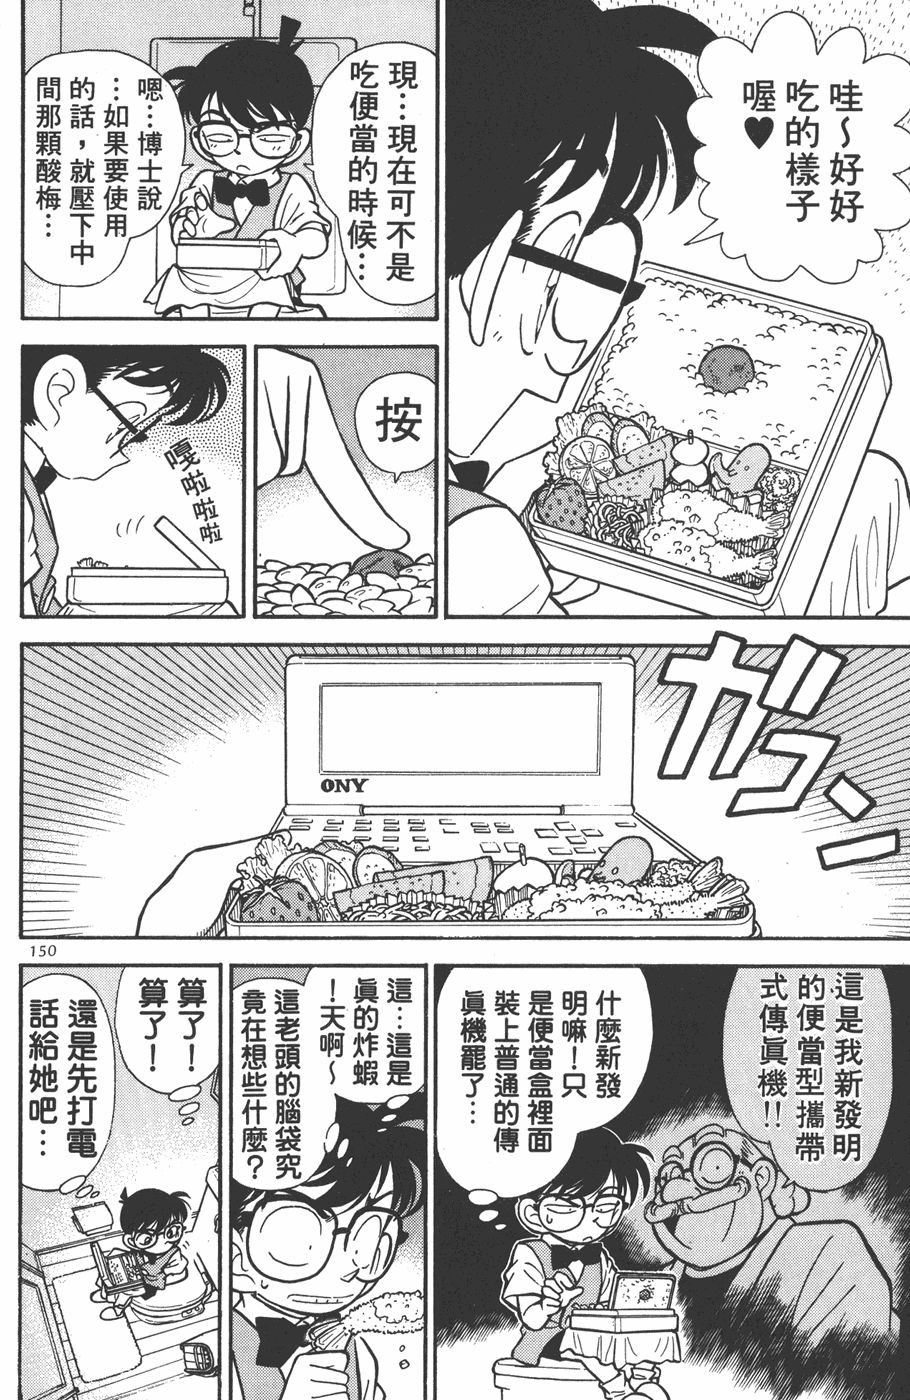 哇～好好
吃的樣子
喔♥
現…現在可不是
吃便當的時候…
嗯…博士說
…如果要使用
的話，就壓下中
間那顆酸梅…
按
嘎啦啦啦
ガコン
ONY
150
這是我新發明
的便當型攜帶
式傳真機!!
什麼新發
明嘛！只
是便當盒裡面
裝上普通的傳
真機罷了…
這…這是
真的炸蝦
！天啊～
這老頭的腦袋究
竟在想些什麼？
算了！
算了！
還是先打電
話給她吧…